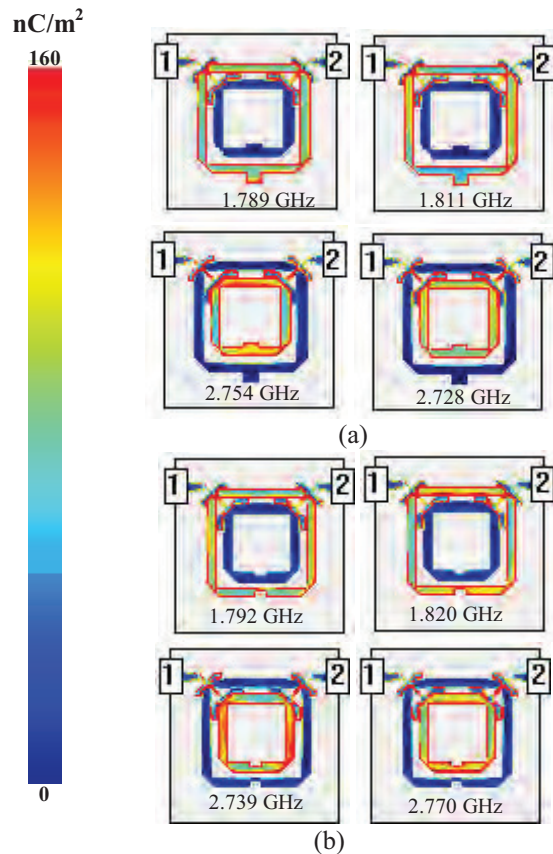 nC/m²
160
0
1 2 1 2
1.789 GHz 1.811 GHz
1 2 1 2
2.754 GHz 2.728 GHz
(a)
1 2 1 2
1.792 GHz 1.820 GHz
1 2 1 2
2.739 GHz 2.770 GHz
(b)